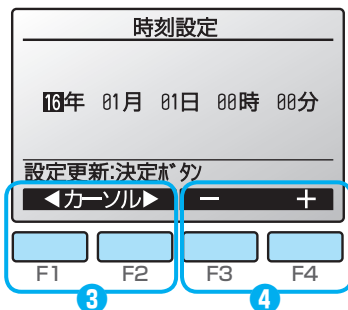 時刻設定
16年 01月 01日 00時 00分
設定更新:決定ボタン
◀カーソル▶ － ＋
F1 F2 F3 F4
3 4